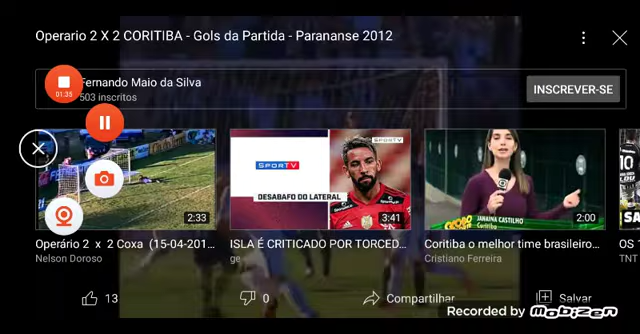 Operario 2 X 2 CORITIBA - Gols da Partida - Parananse 2012
Fernando Maio da Silva
503 inscritos
INSCREVER-SE
01:35
SPORTV
DESABAFO DO LATERAL
JANAINA CASTILHO
Curitiba
2:33
3:41
2:00
Operário 2 x 2 Coxa (15-04-201...
ISLA É CRITICADO POR TORCED...
Coritiba o melhor time brasileiro...
OS 1
Nelson Doroso
ge
Cristiano Ferreira
TNT
13
0
Compartilhar
Salvar
Recorded by MOBIZEN